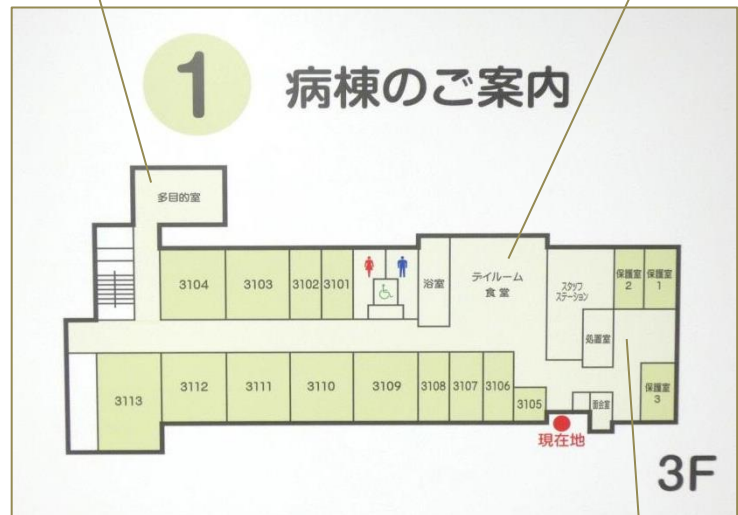 1
病棟のご案内
多目的室
3104
3103
3102
3101
浴室
デイルーム
食堂
スタッフ
ステーション
保護室
2
保護室
1
処置室
3113
3112
3111
3110
3109
3108
3107
3106
3105
面会室
保護室
3
現在地
3F